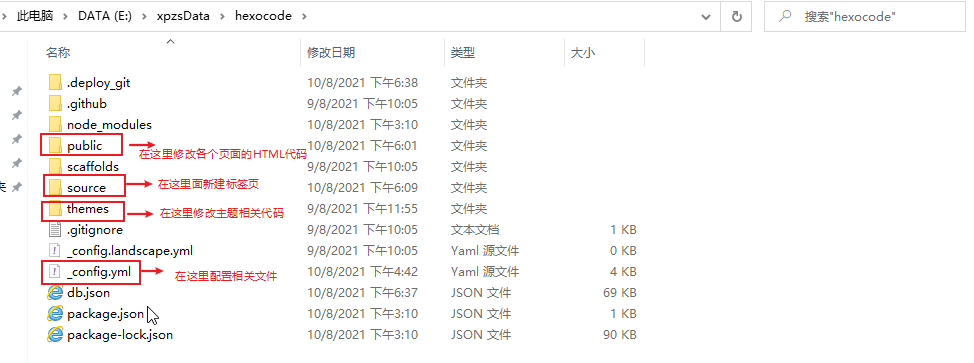 此电脑 > DATA (E:) > xpzsData > hexocode >
搜索"hexocode"
名称 修改日期 类型 大小
.deploy_git 10/8/2021 下午6:38 文件夹
.github 9/8/2021 下午10:05 文件夹
node_modules 10/8/2021 下午3:10 文件夹
public 10/8/2021 下午6:01 文件夹
在这里修改各个页面的HTML代码
scaffolds 9/8/2021 下午10:05 文件夹
source 10/8/2021 下午6:09 文件夹
在这里面新建标签页
themes 9/8/2021 下午11:55 文件夹
在这里修改主题相关代码
.gitignore 9/8/2021 下午10:05 文本文档 1 KB
_config.landscape.yml 9/8/2021 下午10:05 Yaml 源文件 0 KB
_config.yml 10/8/2021 下午4:42 Yaml 源文件 4 KB
在这里配置相关文件
db.json 10/8/2021 下午6:37 JSON 文件 69 KB
package.json 10/8/2021 下午3:10 JSON 文件 1 KB
package-lock.json 10/8/2021 下午3:10 JSON 文件 90 KB